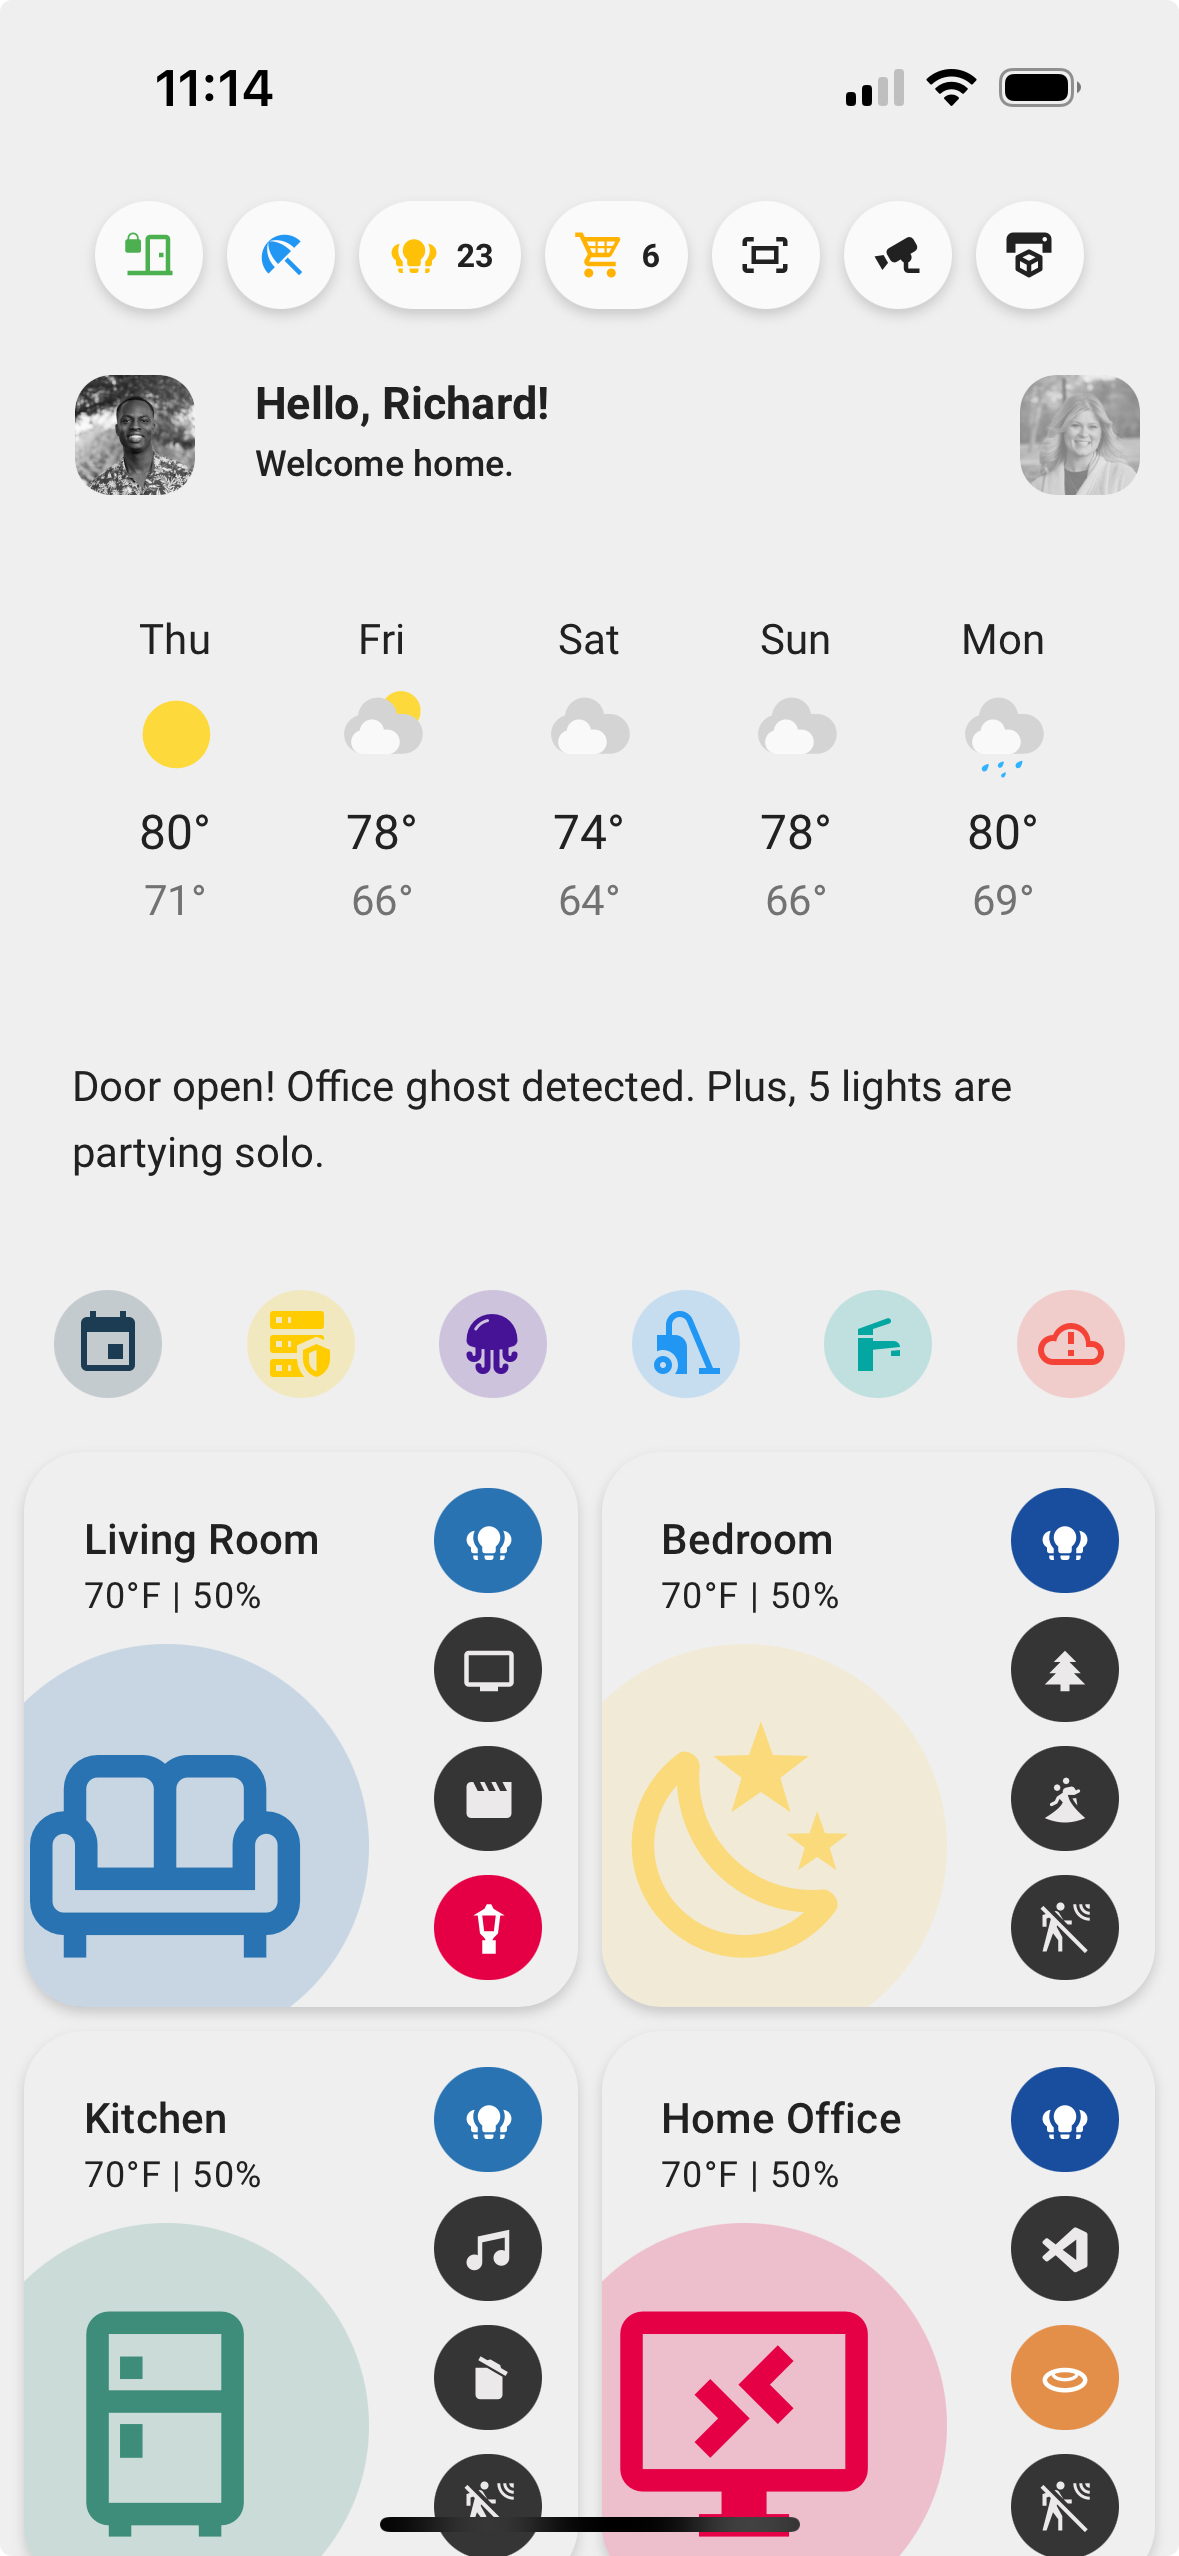 11:14
23
6
Hello, Richard!
Welcome home.
Thu Fri Sat Sun Mon
80° 78° 74° 78° 80°
71° 66° 64° 66° 69°
Door open! Office ghost detected. Plus, 5 lights are
partying solo.
Living Room
70°F | 50%
Bedroom
70°F | 50%
Kitchen
70°F | 50%
Home Office
70°F | 50%